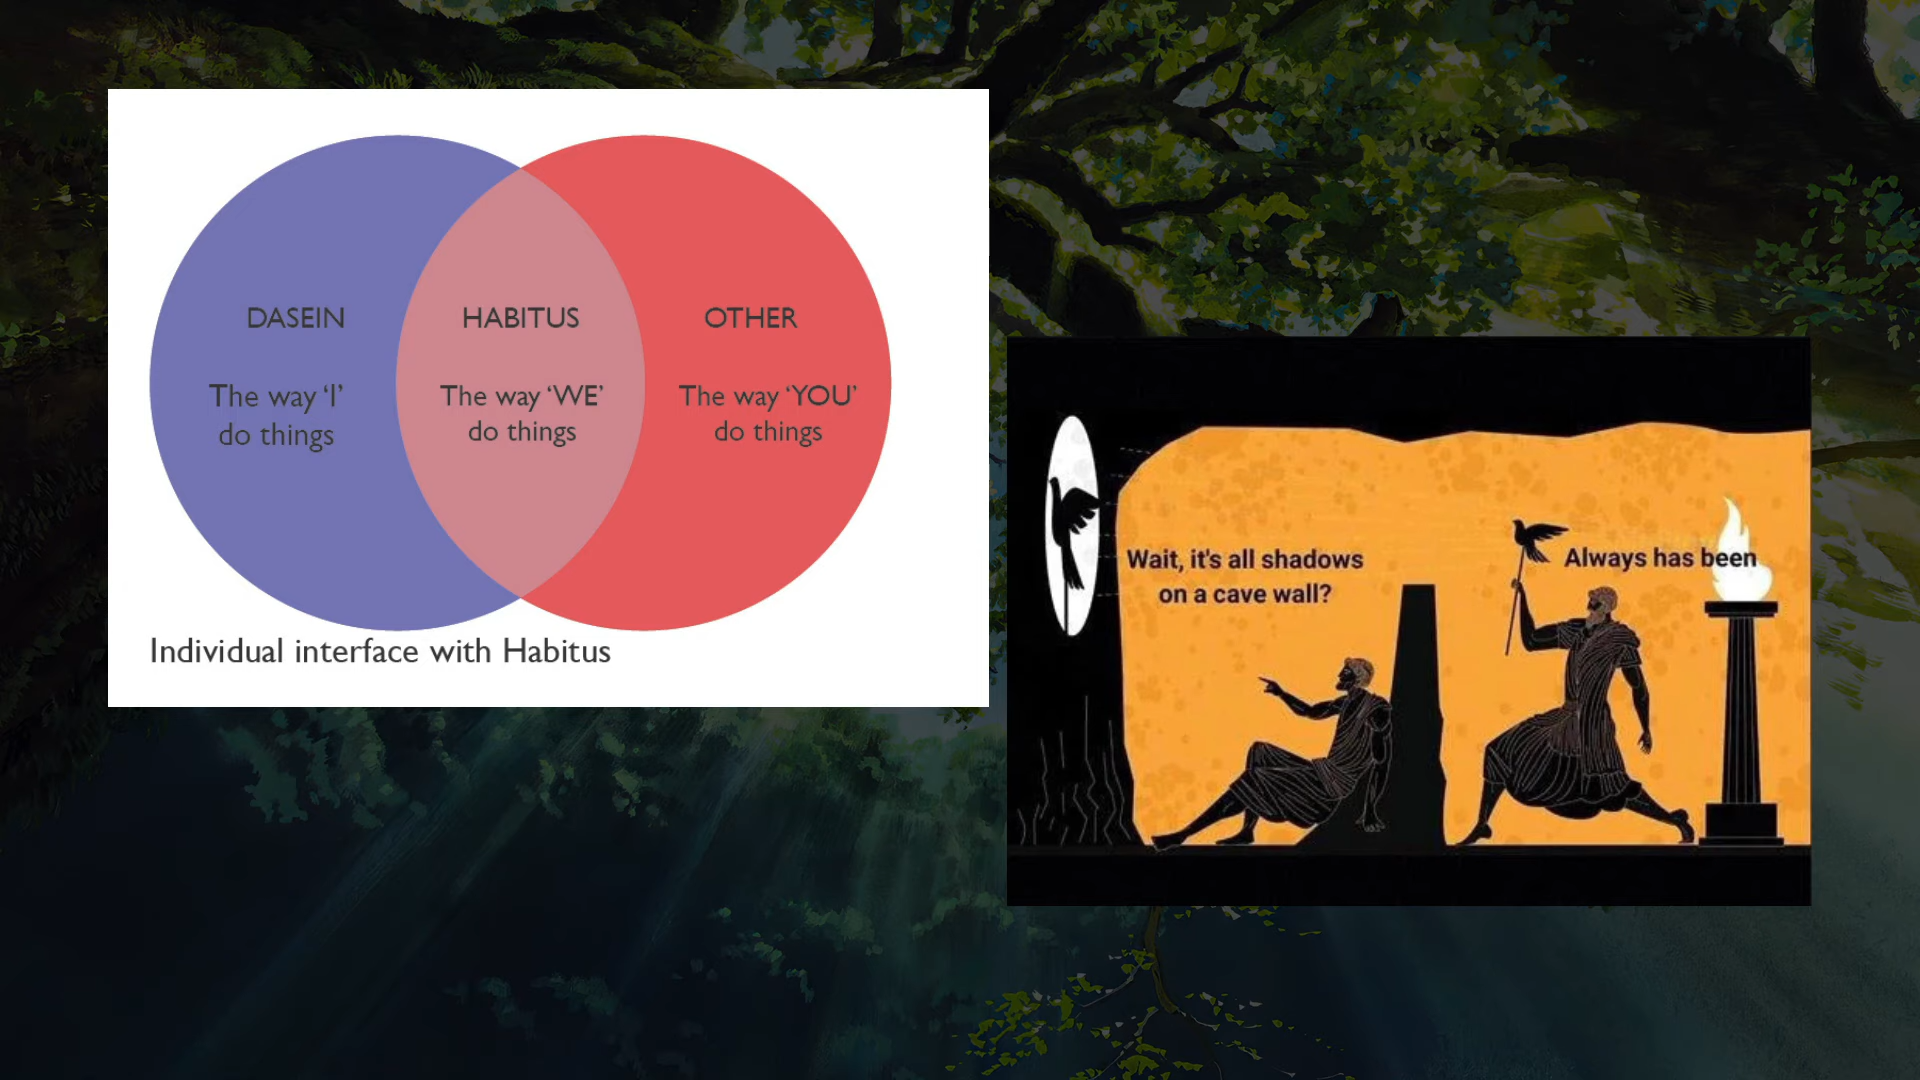 DASEIN
The way ‘I’
do things
HABITUS
The way ‘WE’
do things
OTHER
The way ‘YOU’
do things
Individual interface with Habitus
Wait, it's all shadows
on a cave wall?
Always has been